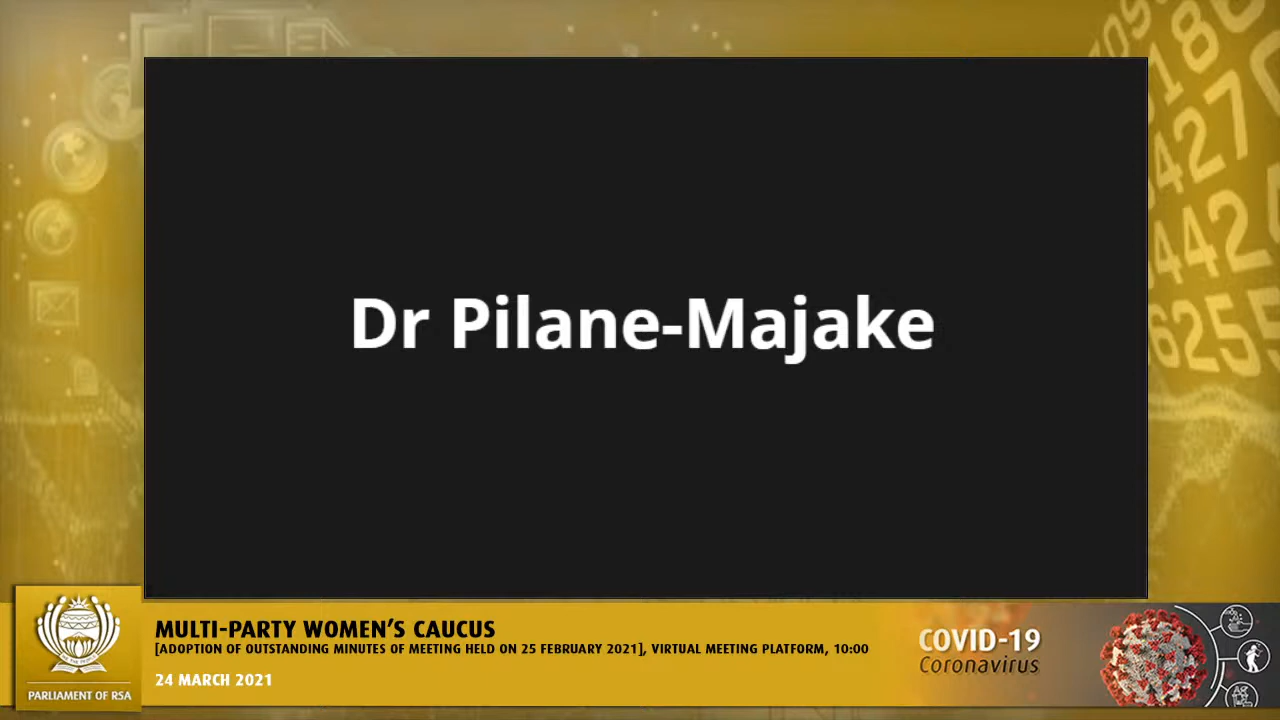 Dr Pilane-Majake
MULTI-PARTY WOMEN'S CAUCUS
[ADOPTION OF OUTSTANDING MINUTES OF MEETING HELD ON 25 FEBRUARY 2021], VIRTUAL MEETING PLATFORM, 10:00
24 MARCH 2021
PARLIAMENT OF RSA
COVID-19
Coronavirus